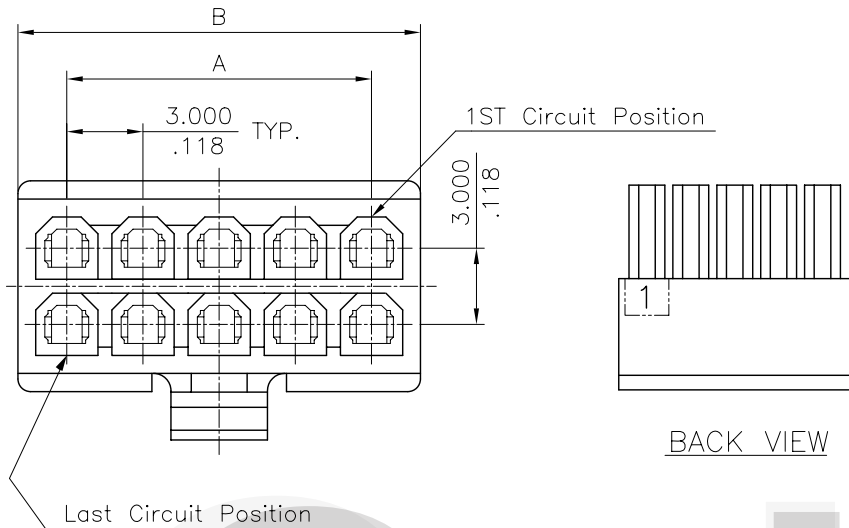 B
A
3.000
.118
TYP.
1ST Circuit Position
3.000
.118
1
BACK VIEW
Last Circuit Position